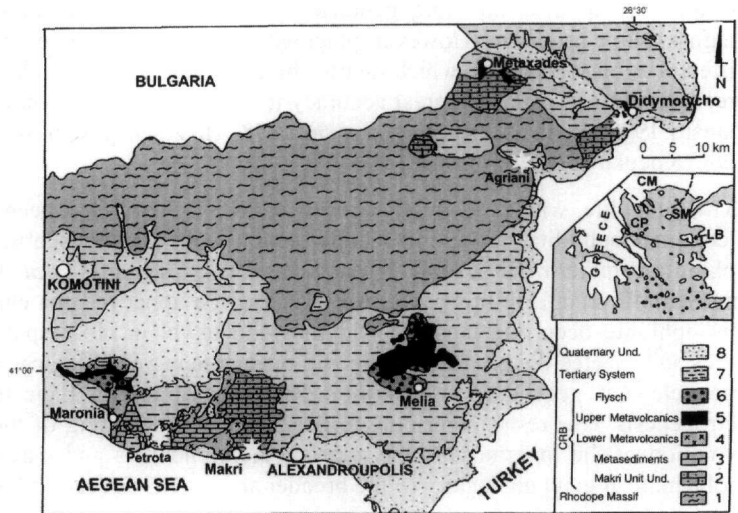 26°30'
BULGARIA
Metaxades
N
Didymotycho
0 5 10 km
Agriani
CM
SM
CP
LB
GREECE
KOMOTINI
41°00'
Maronia
Petrota
Makri
ALEXANDROUPOLIS
Melia
AEGEAN SEA
TURKEY
Quaternary Und. 8
Tertiary System 7
CRB
Flysch 6
Upper Metavolcanics 5
Lower Metavolcanics 4
Metasediments 3
Makri Unit Und. 2
Rhodope Massif 1